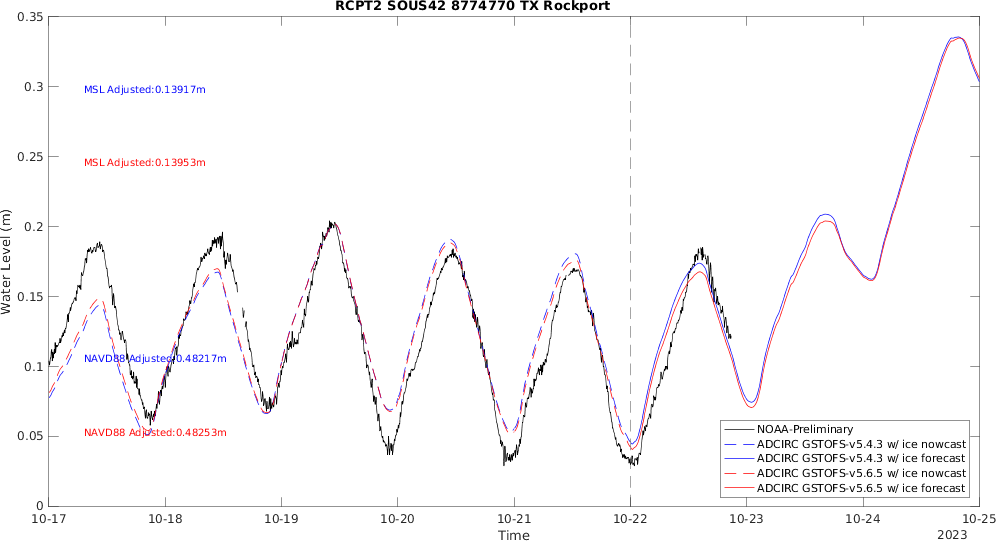 RCPT2 SOUS42 8774770 TX Rockport
0.35
0.3
0.25
0.2
0.15
0.1
0.05
0
Water Level (m)
MSL Adjusted:0.13917m
MSL Adjusted:0.13953m
NAVD88 Adjusted:0.48217m
NAVD88 Adjusted:0.48253m
NOAA-Preliminary
ADCIRC GSTOFS-v5.4.3 w/ ice nowcast
ADCIRC GSTOFS-v5.4.3 w/ ice forecast
ADCIRC GSTOFS-v5.6.5 w/ ice nowcast
ADCIRC GSTOFS-v5.6.5 w/ ice forecast
10-17 10-18 10-19 10-20 10-21 10-22 10-23 10-24 10-25
Time
2023